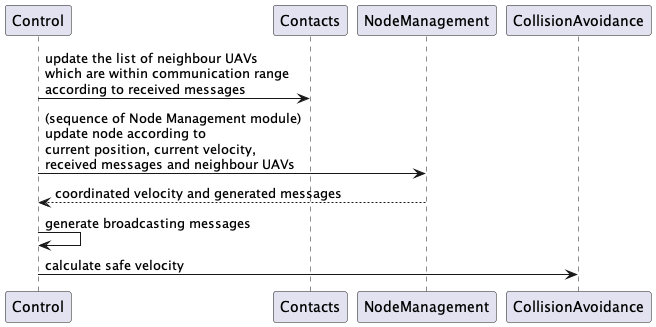 Control Contacts NodeManagement CollisionAvoidance
update the list of neighbour UAVs
which are within communication range
according to received messages
(sequence of Node Management module)
update node according to
current position, current velocity,
received messages and neighbour UAVs
coordinated velocity and generated messages
generate broadcasting messages
calculate safe velocity
Control Contacts NodeManagement CollisionAvoidance